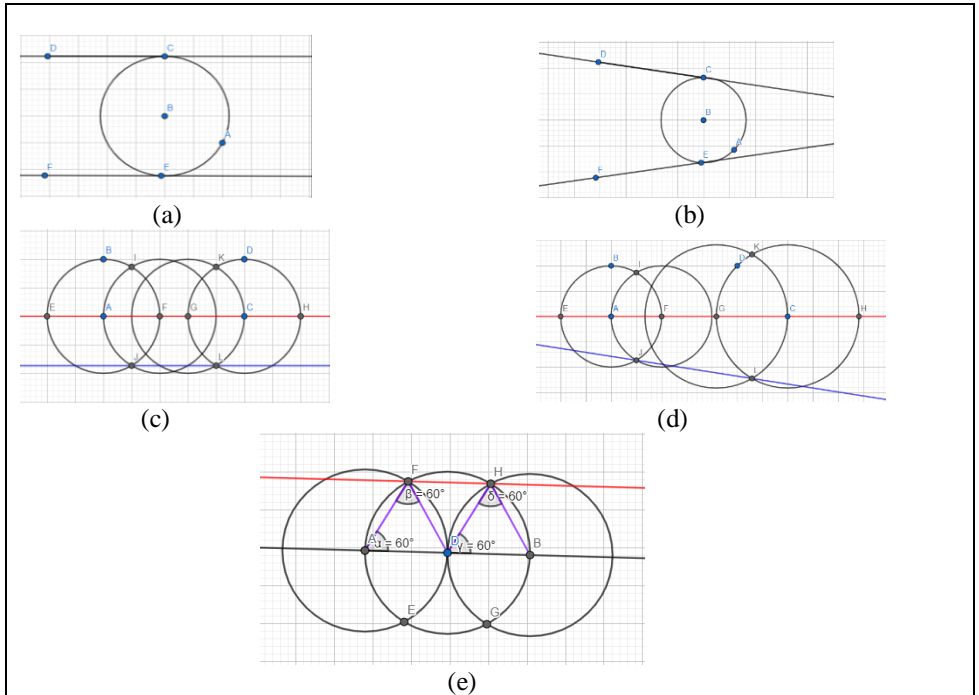 D C
B
A
F E
(a)
D
C
B
A
E
F
(b)
B I K D
E A F G C H
J L
(c)
K
B I D
E A F G C H
J
(d)
F H
β = 60° δ = 60°
A D B
α = 60° γ = 60°
E G
(e)